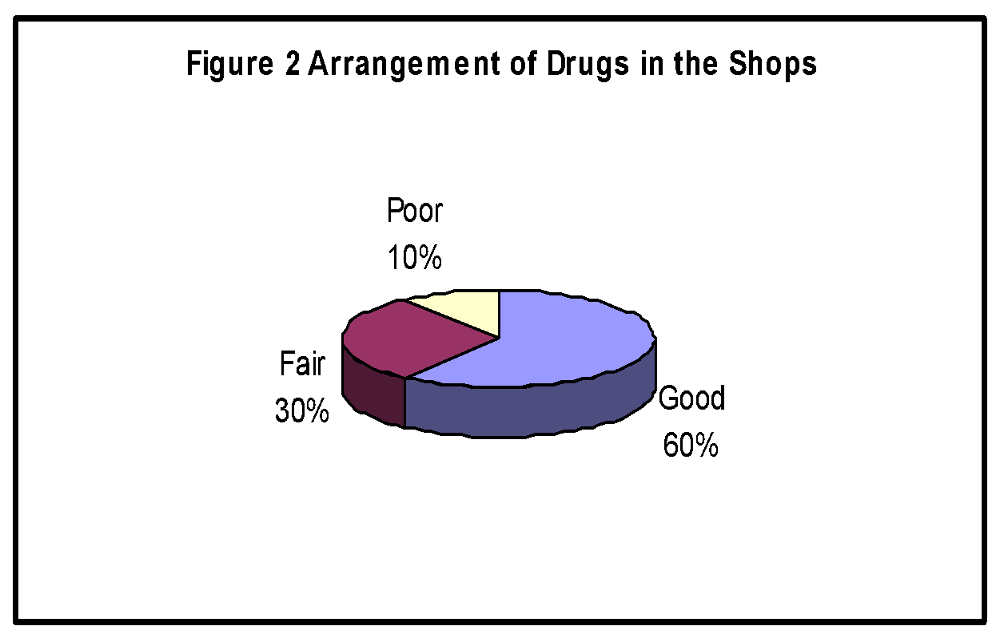 Figure 2 Arrangement of Drugs in the Shops
Poor
10%
Fair
30%
Good
60%